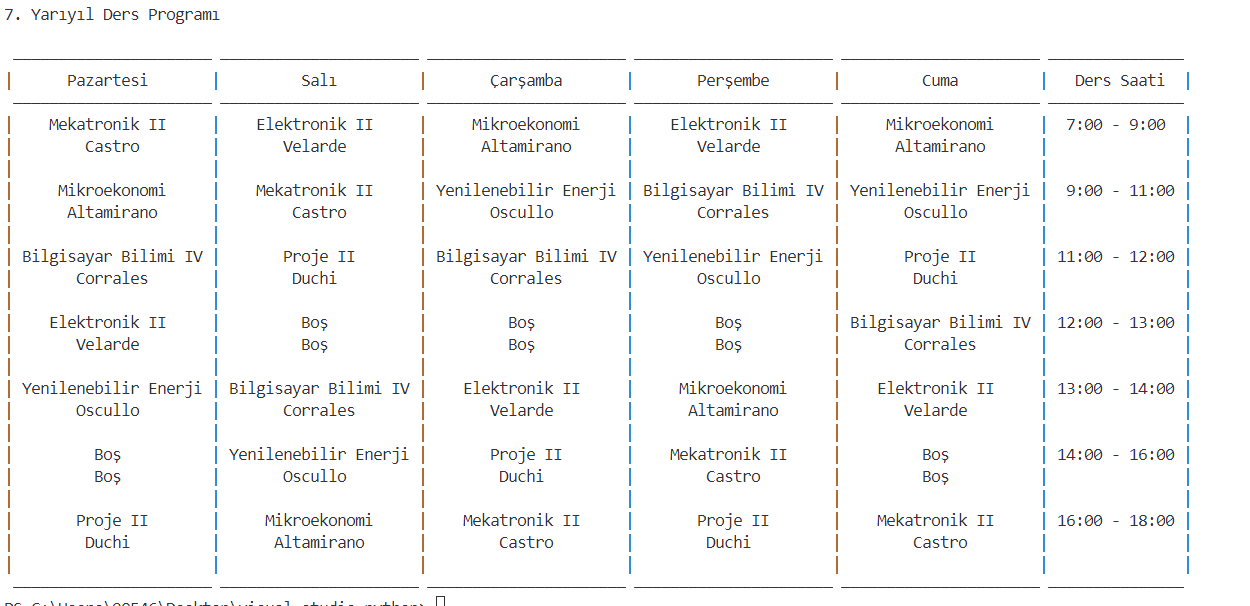 7. Yarıyıl Ders Programı
Pazartesi | Salı | Çarşamba | Perşembe | Cuma | Ders Saati |
Mekatronik II | Elektronik II | Mikroekonomi | Elektronik II | Mikroekonomi | 7:00 - 9:00 |
Castro | Velarde | Altamirano | Velarde | Altamirano | |
Mikroekonomi | Mekatronik II | Yenilenebilir Enerji | Bilgisayar Bilimi IV | Yenilenebilir Enerji | 9:00 - 11:00 |
Altamirano | Castro | Oscullo | Corrales | Oscullo | |
Bilgisayar Bilimi IV | Proje II | Bilgisayar Bilimi IV | Yenilenebilir Enerji | Proje II | 11:00 - 12:00 |
Corrales | Duchi | Corrales | Oscullo | Duchi | |
Elektronik II | Boş | Boş | Boş | Bilgisayar Bilimi IV | 12:00 - 13:00 |
Velarde | Boş | Boş | Boş | Corrales | |
Yenilenebilir Enerji | Bilgisayar Bilimi IV | Elektronik II | Mikroekonomi | Elektronik II | 13:00 - 14:00 |
Oscullo | Corrales | Velarde | Altamirano | Velarde | |
Boş | Yenilenebilir Enerji | Proje II | Mekatronik II | Boş | 14:00 - 16:00 |
Boş | Oscullo | Duchi | Castro | Boş | |
Proje II | Mikroekonomi | Mekatronik II | Proje II | Mekatronik II | 16:00 - 18:00 |
Duchi | Altamirano | Castro | Duchi | Castro | |